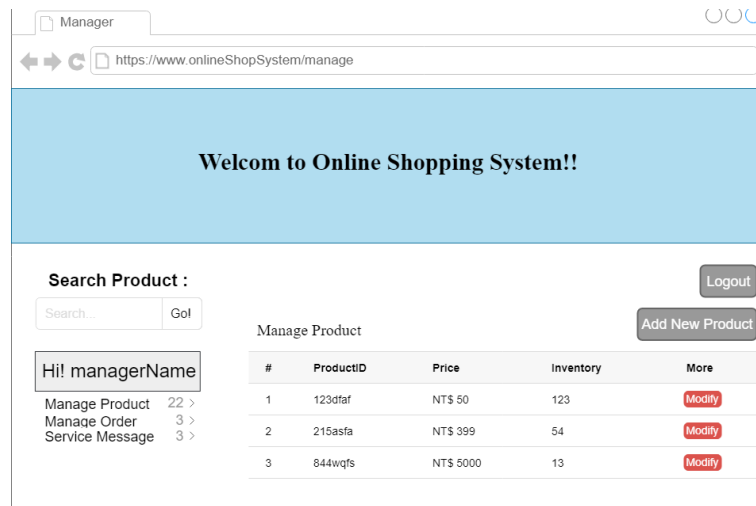 Manager
https://www.onlineShopSystem/manage
Welcom to Online Shopping System!!
Search Product :
Search...
Go!
Logout
Add New Product
Manage Product
Hi! managerName
Manage Product 22 >
Manage Order 3 >
Service Message 3 >
# ProductID Price Inventory More
1 123dfaf NT$ 50 123 Modify
2 215asfa NT$ 399 54 Modify
3 844wqfs NT$ 5000 13 Modify